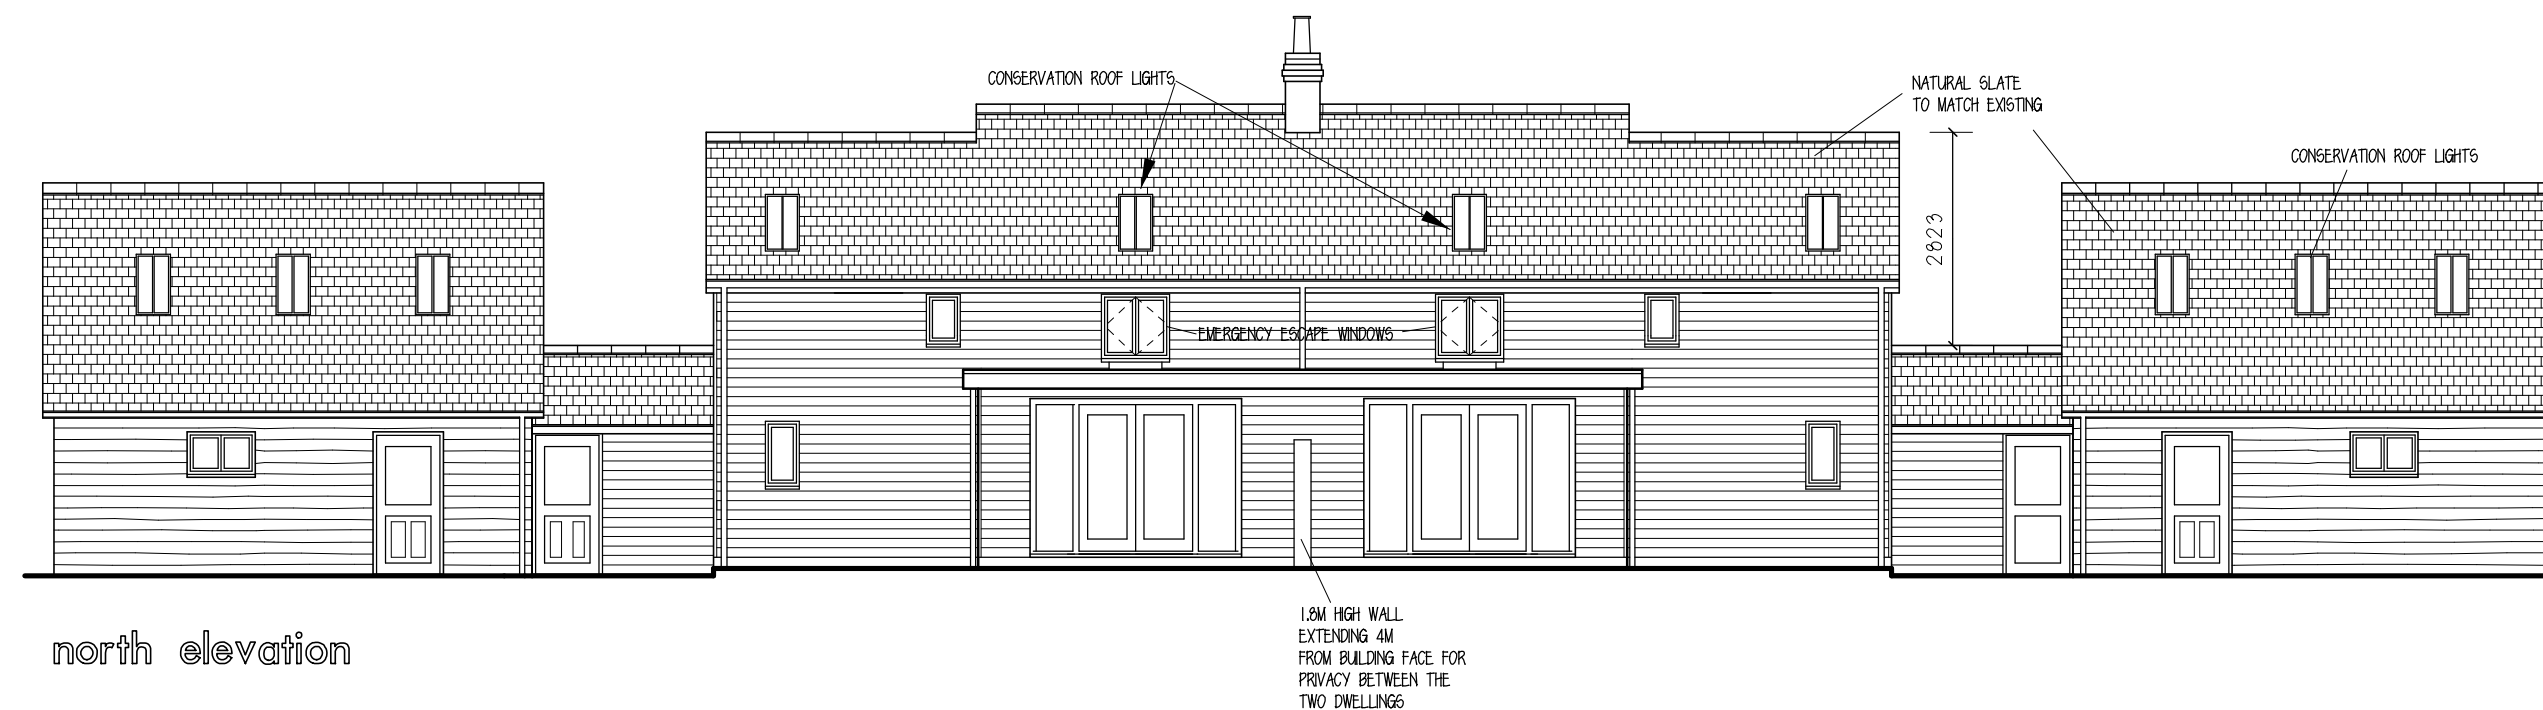 CONSERVATION ROOF LIGHTS
NATURAL SLATE
TO MATCH EXISTING
CONSERVATION ROOF LIGHTS
2823
EMERGENCY ESCAPE WINDOWS
1.8M HIGH WALL
EXTENDING 4M
FROM BUILDING FACE FOR
PRIVACY BETWEEN THE
TWO DWELLINGS
north elevation